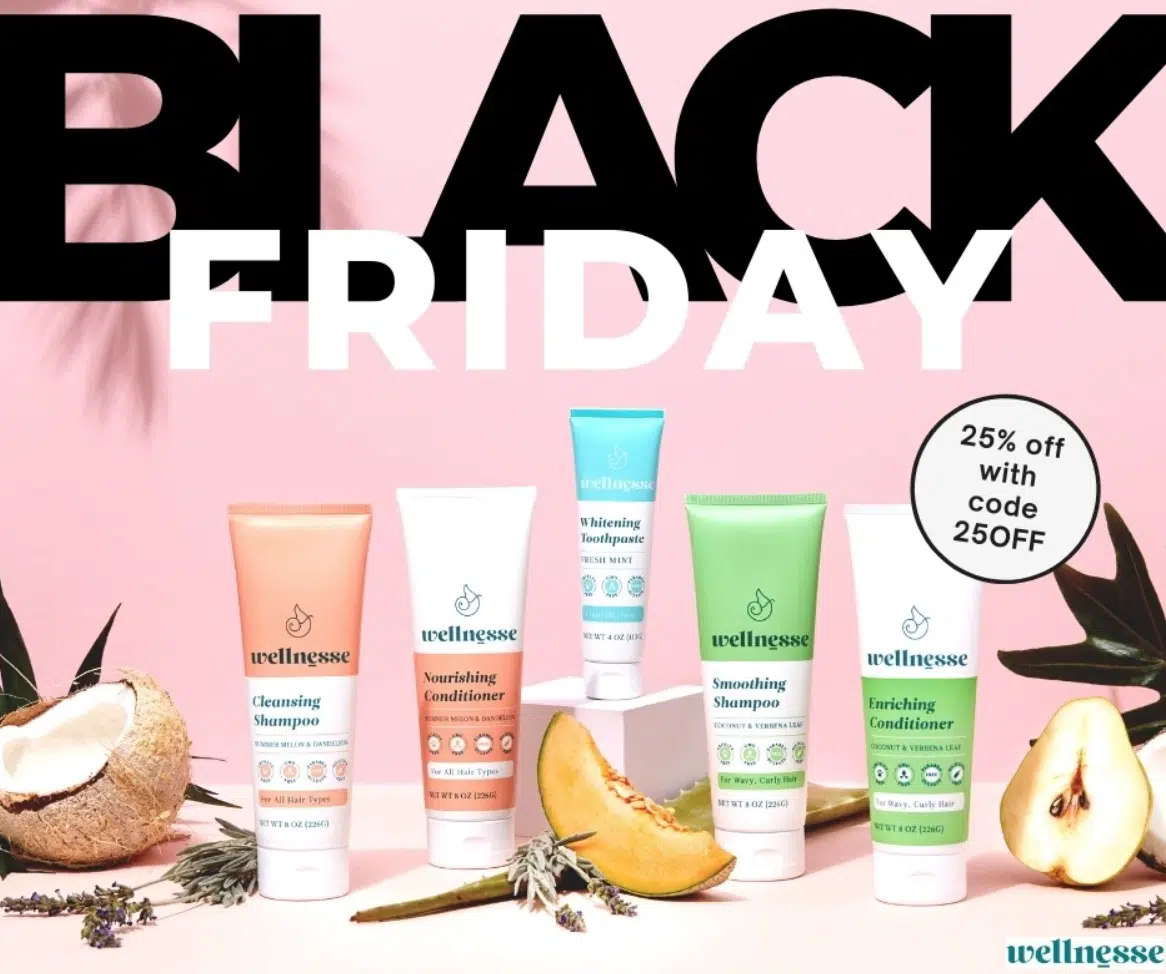 BLACK
FRIDAY
25% off
with
code
25OFF
wellnesse
Whitening
Toothpaste
FRESH MINT
NET WT 4 OZ (113G)
wellnesse
Cleansing
Shampoo
SUMMER MELON & DANDELION
For All Hair Types
NET WT 8 OZ (226G)
wellnesse
Nourishing
Conditioner
SUMMER MELON & DANDELION
For All Hair Types
NET WT 8 OZ (226G)
wellnesse
Smoothing
Shampoo
COCONUT & VERBENA LEAF
For Wavy, Curly Hair
NET WT 8 OZ (226G)
wellnesse
Enriching
Conditioner
COCONUT & VERBENA LEAF
For Wavy, Curly Hair
NET WT 8 OZ (226G)
wellnesse